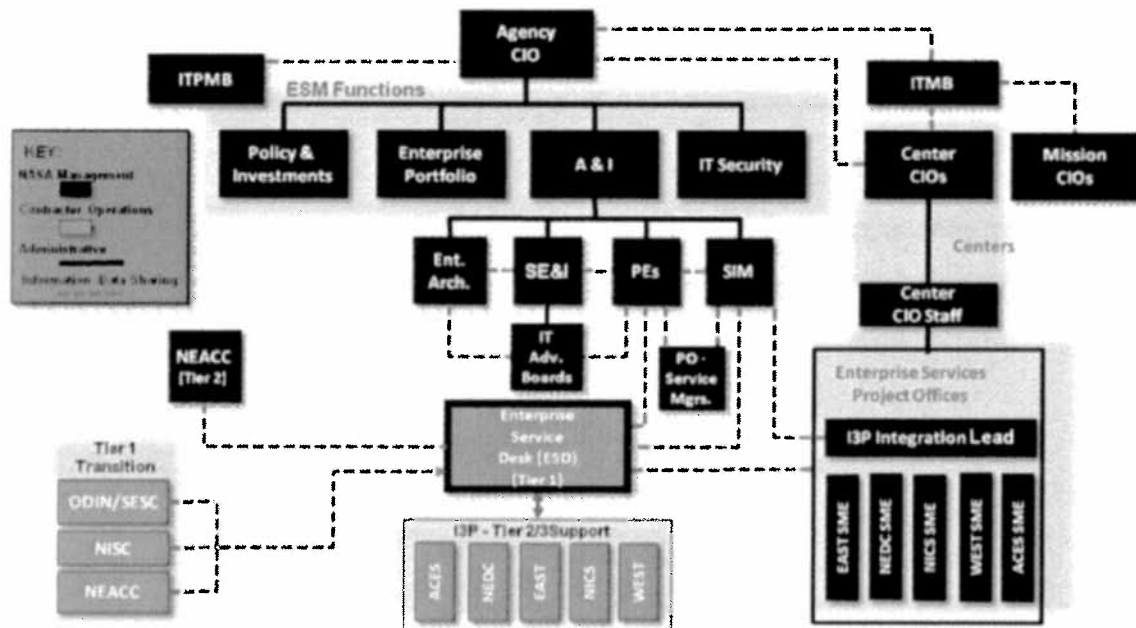 Agency
CIO
ITPMB
ITMB
ESM Functions
Policy &
Investments
Enterprise
Portfolio
A & I
IT Security
Center
CIOs
Mission
CIOs
KEY:
NASA Management
Contractor Operations
Administrative
Information Data Sharing
Ent.
Arch.
SE&I
PEs
SIM
Centers
Center
CIO Staff
IT
Adv.
Boards
PO -
Service
Mgrs.
NEACC
[Tier 2]
Enterprise Services
Project Offices
I3P Integration Lead
EAST SME
NEDC SME
NICS SME
WEST SME
ACES SME
Enterprise
Service
Desk [ESD]
[Tier 1]
Tier 1
Transition
ODIN/SESC
NISC
NEACC
I3P - Tier 2/3Support
ACES
NEDC
EAST
NICS
WEST